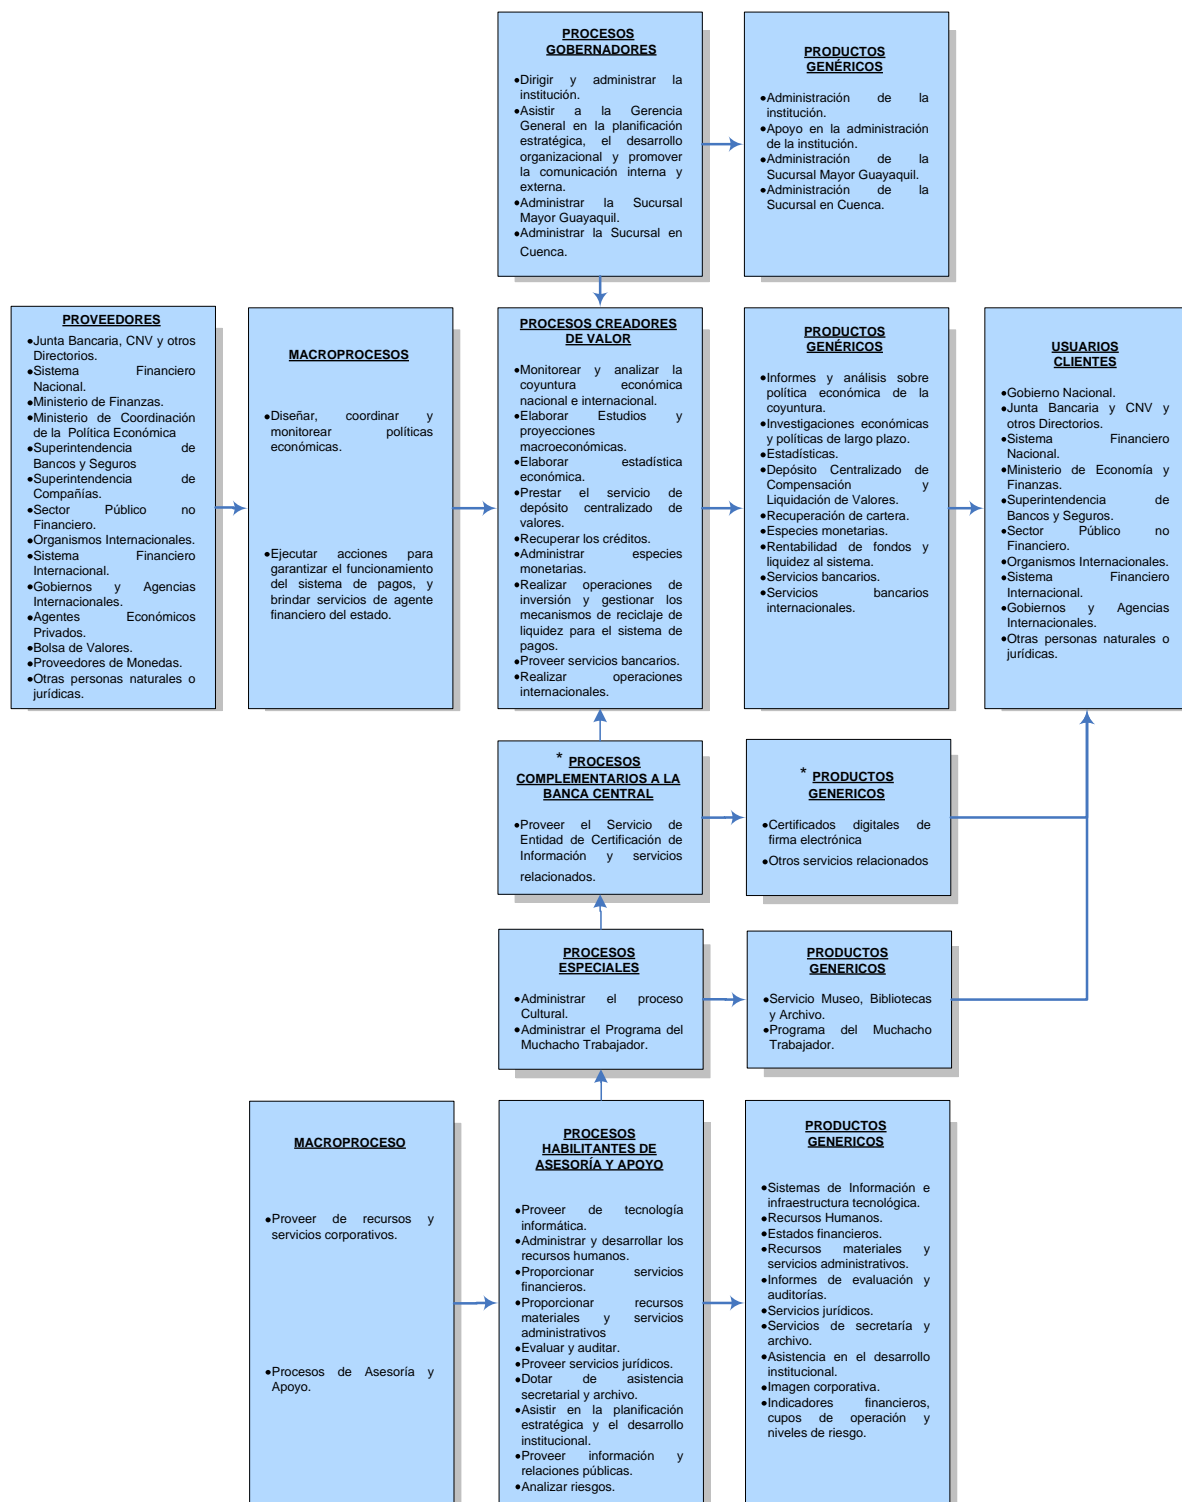 PROCESOS
GOBERNADORES
•Dirigir y administrar la
institución.
•Asistir a la Gerencia
General en la planificación
estratégica, el desarrollo
organizacional y promover
la comunicación interna y
externa.
•Administrar la Sucursal
Mayor Guayaquil.
•Administrar la Sucursal en
Cuenca.
PRODUCTOS
GENÉRICOS
•Administración de la
institución.
•Apoyo en la administración
de la institución.
•Administración de la
Sucursal Mayor Guayaquil.
•Administración de la
Sucursal en Cuenca.
PROVEEDORES
•Junta Bancaria, CNV y otros
Directorios.
•Sistema Financiero
Nacional.
•Ministerio de Finanzas.
•Ministerio de Coordinación
de la Política Económica
•Superintendencia de
Bancos y Seguros
•Superintendencia de
Compañías.
•Sector Público no
Financiero.
•Organismos Internacionales.
•Sistema Financiero
Internacional.
•Gobiernos y Agencias
Internacionales.
•Agentes Económicos
Privados.
•Bolsa de Valores.
•Proveedores de Monedas.
•Otras personas naturales o
jurídicas.
MACROPROCESOS
•Diseñar, coordinar y
monitorear políticas
económicas.
•Ejecutar acciones para
garantizar el funcionamiento
del sistema de pagos, y
brindar servicios de agente
financiero del estado.
PROCESOS CREADORES
DE VALOR
•Monitorear y analizar la
coyuntura económica
nacional e internacional.
•Elaborar Estudios y
proyecciones
macroeconómicas.
•Elaborar estadística
económica.
•Prestar el servicio de
depósito centralizado de
valores.
•Recuperar los créditos.
•Administrar especies
monetarias.
•Realizar operaciones de
inversión y gestionar los
mecanismos de reciclaje de
liquidez para el sistema de
pagos.
•Proveer servicios bancarios.
•Realizar operaciones
internacionales.
PRODUCTOS
GENÉRICOS
•Informes y análisis sobre
política económica de la
coyuntura.
•Investigaciones económicas
y políticas de largo plazo.
•Estadísticas.
•Depósito Centralizado de
Compensación y
Liquidación de Valores.
•Recuperación de cartera.
•Especies monetarias.
•Rentabilidad de fondos y
liquidez al sistema.
•Servicios bancarios.
•Servicios bancarios
internacionales.
USUARIOS
CLIENTES
•Gobierno Nacional.
•Junta Bancaria y CNV y
otros Directorios.
•Sistema Financiero
Nacional.
•Ministerio de Economía y
Finanzas.
•Superintendencia de
Bancos y Seguros.
•Sector Público no
Financiero.
•Organismos Internacionales.
•Sistema Financiero
Internacional.
•Gobiernos y Agencias
Internacionales.
•Otras personas naturales o
jurídicas.
* PROCESOS
COMPLEMENTARIOS A LA
BANCA CENTRAL
•Proveer el Servicio de
Entidad de Certificación de
Información y servicios
relacionados.
* PRODUCTOS
GENERICOS
•Certificados digitales de
firma electrónica
•Otros servicios relacionados
PROCESOS
ESPECIALES
•Administrar el proceso
Cultural.
•Administrar el Programa del
Muchacho Trabajador.
PRODUCTOS
GENERICOS
•Servicio Museo, Bibliotecas
y Archivo.
•Programa del Muchacho
Trabajador.
MACROPROCESO
•Proveer de recursos y
servicios corporativos.
•Procesos de Asesoría y
Apoyo.
PROCESOS
HABILITANTES DE
ASESORÍA Y APOYO
•Proveer de tecnología
informática.
•Administrar y desarrollar los
recursos humanos.
•Proporcionar servicios
financieros.
•Proporcionar recursos
materiales y servicios
administrativos
•Evaluar y auditar.
•Proveer servicios jurídicos.
•Dotar de asistencia
secretarial y archivo.
•Asistir en la planificación
estratégica y el desarrollo
institucional.
•Proveer información y
relaciones públicas.
•Analizar riesgos.
PRODUCTOS
GENERICOS
•Sistemas de Información e
infraestructura tecnológica.
•Recursos Humanos.
•Estados financieros.
•Recursos materiales y
servicios administrativos.
•Informes de evaluación y
auditorías.
•Servicios jurídicos.
•Servicios de secretaría y
archivo.
•Asistencia en el desarrollo
institucional.
•Imagen corporativa.
•Indicadores financieros,
cupos de operación y
niveles de riesgo.